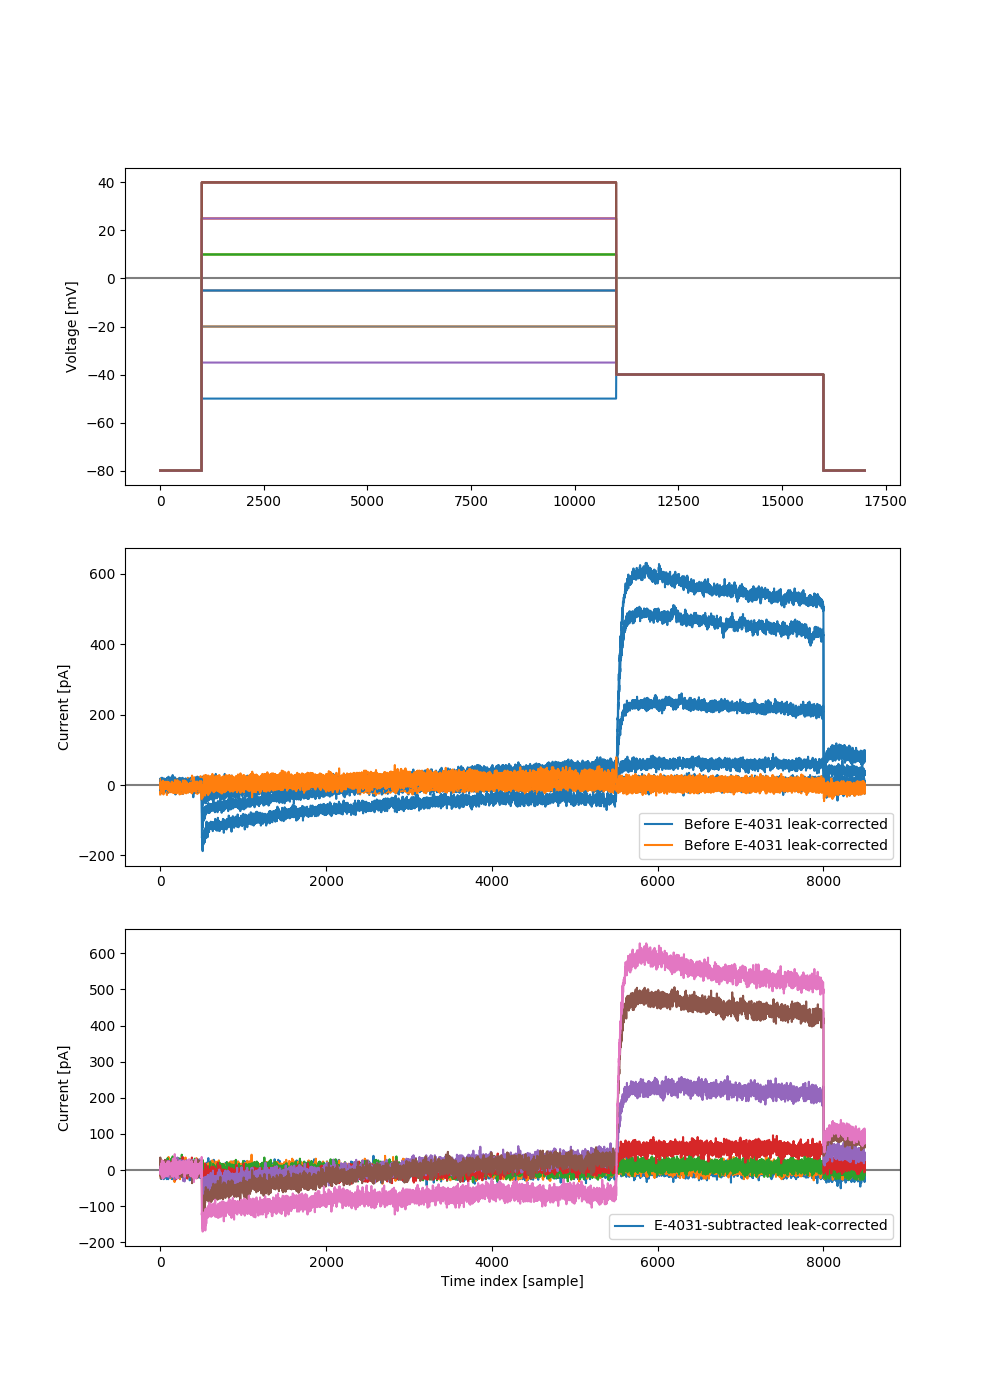 Voltage [mV]
40
20
0
−20
−40
−60
−80
0 2500 5000 7500 10000 12500 15000 17500
Current [pA]
600
400
200
0
−200
Before E-4031 leak-corrected
Before E-4031 leak-corrected
0 2000 4000 6000 8000
Current [pA]
600
500
400
300
200
100
0
−100
−200
E-4031-subtracted leak-corrected
0 2000 4000 6000 8000
Time index [sample]